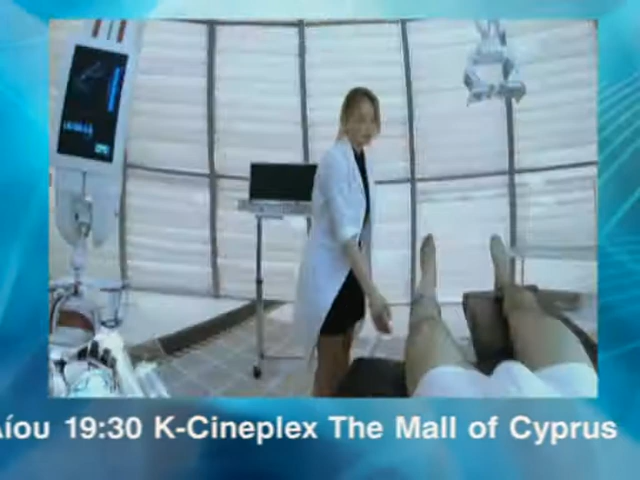 ίου 19:30 K-Cineplex The Mall of Cyprus